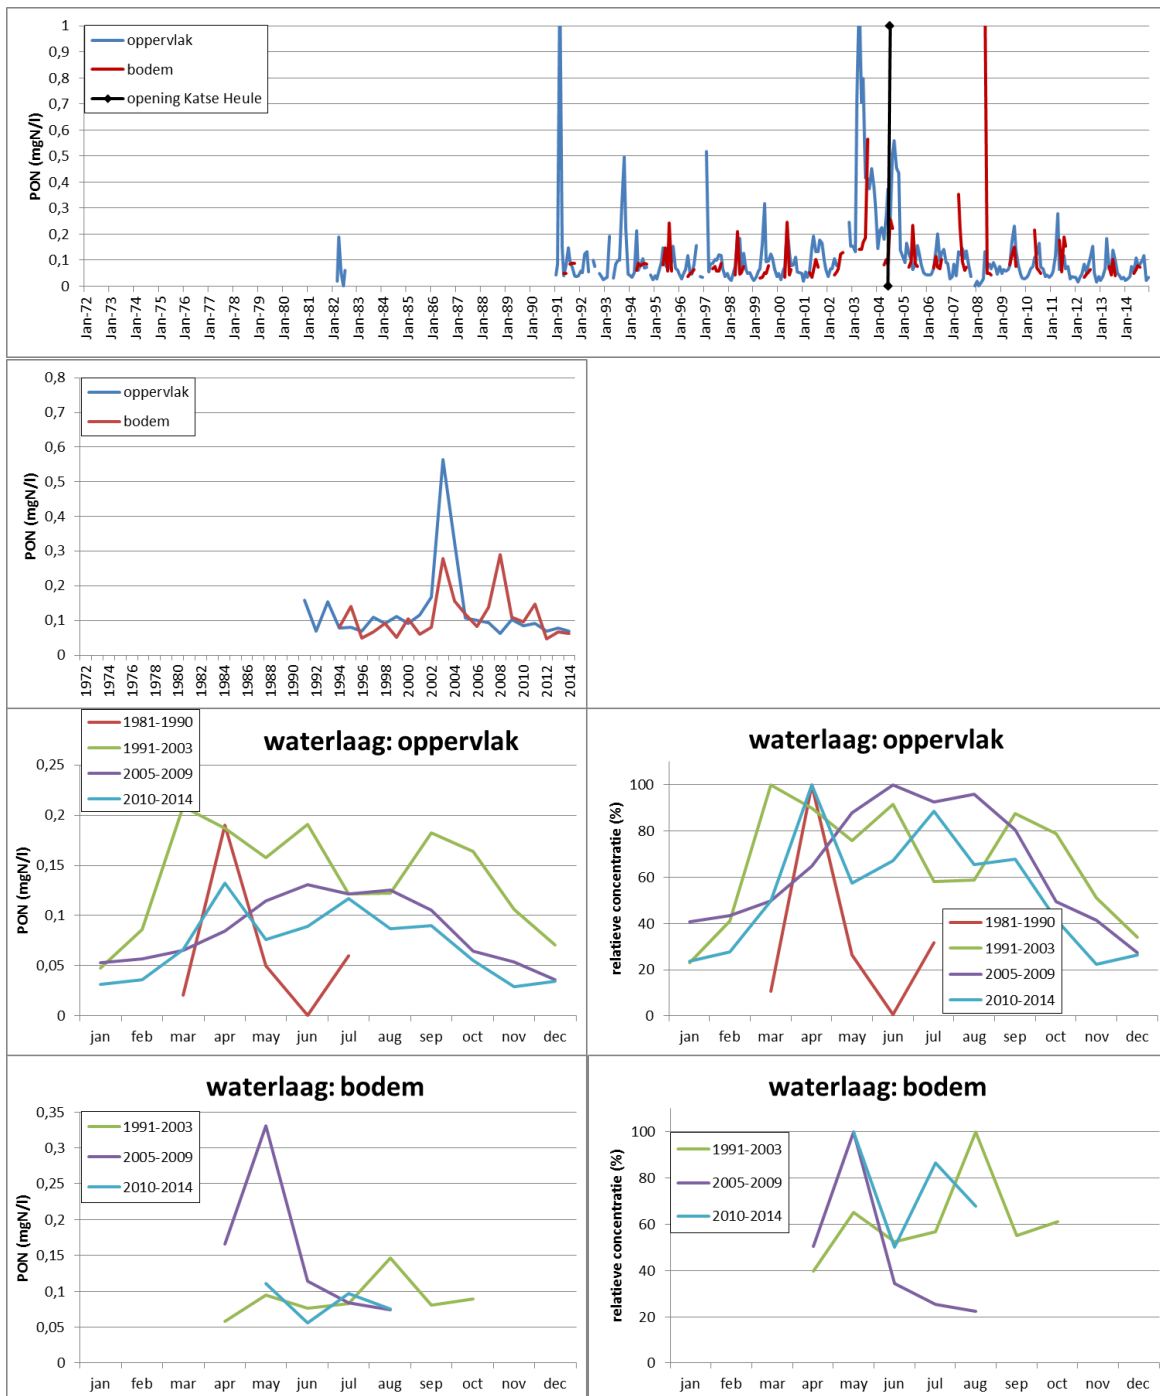 PON (mgN/l)
1
0,9
0,8
0,7
0,6
0,5
0,4
0,3
0,2
0,1
0
oppervlak
bodem
opening Katse Heule
Jan-72 Jan-73 Jan-74 Jan-75 Jan-76 Jan-77 Jan-78 Jan-79 Jan-80 Jan-81 Jan-82 Jan-83 Jan-84 Jan-85 Jan-86 Jan-87 Jan-88 Jan-89 Jan-90 Jan-91 Jan-92 Jan-93 Jan-94 Jan-95 Jan-96 Jan-97 Jan-98 Jan-99 Jan-00 Jan-01 Jan-02 Jan-03 Jan-04 Jan-05 Jan-06 Jan-07 Jan-08 Jan-09 Jan-10 Jan-11 Jan-12 Jan-13 Jan-14
PON (mgN/l)
0,8
0,7
0,6
0,5
0,4
0,3
0,2
0,1
0
oppervlak
bodem
1972 1974 1976 1978 1980 1982 1984 1986 1988 1990 1992 1994 1996 1998 2000 2002 2004 2006 2008 2010 2012 2014
waterlaag: oppervlak
1981-1990
1991-2003
2005-2009
2010-2014
PON (mgN/l)
0,25
0,2
0,15
0,1
0,05
0
jan feb mar apr may jun jul aug sep oct nov dec
waterlaag: oppervlak
relatieve concentratie (%)
100
80
60
40
20
0
1981-1990
1991-2003
2005-2009
2010-2014
jan feb mar apr may jun jul aug sep oct nov dec
waterlaag: bodem
PON (mgN/l)
0,35
0,3
0,25
0,2
0,15
0,1
0,05
0
1991-2003
2005-2009
2010-2014
jan feb mar apr may jun jul aug sep oct nov dec
waterlaag: bodem
relatieve concentratie (%)
100
80
60
40
20
0
1991-2003
2005-2009
2010-2014
jan feb mar apr may jun jul aug sep oct nov dec